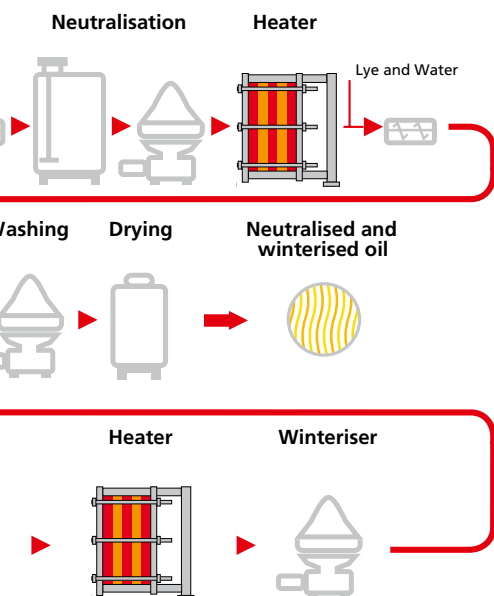 Neutralisation
Heater
Lye and Water
Washing
Drying
Neutralised and
winterised oil
Heater
Winteriser